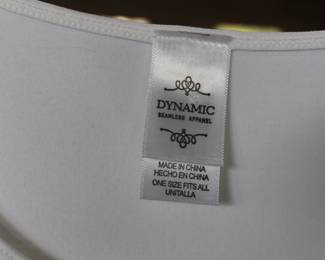 DYNAMIC
SEAMLESS APPAREL
MADE IN CHINA
HECHO EN CHINA
ONE SIZE FITS ALL
UNITALLA